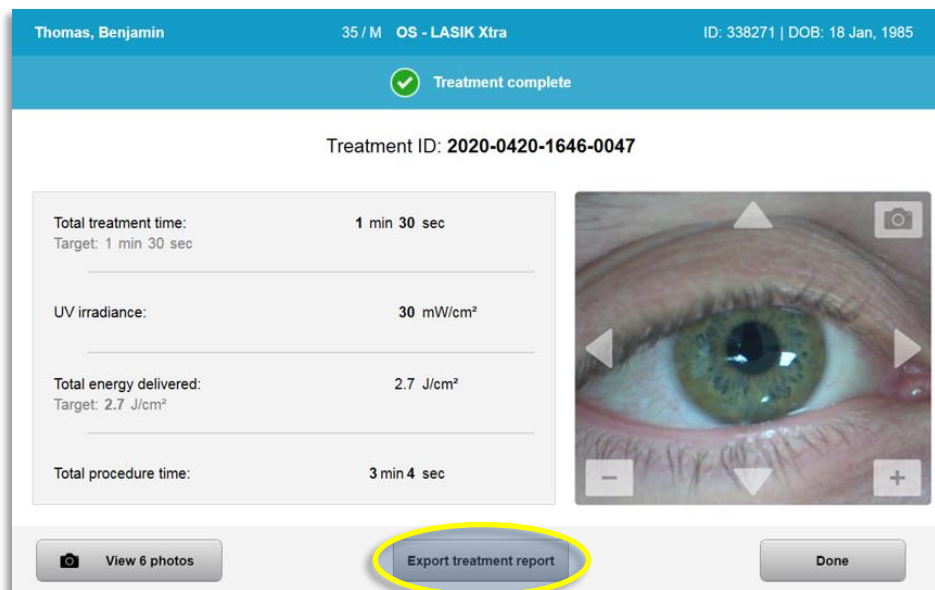 Thomas, Benjamin 35 / M OS - LASIK Xtra ID: 338271 | DOB: 18 Jan, 1985
Treatment complete
Treatment ID: 2020-0420-1646-0047
Total treatment time: 1 min 30 sec
Target: 1 min 30 sec
UV irradiance: 30 mW/cm²
Total energy delivered: 2.7 J/cm²
Target: 2.7 J/cm²
Total procedure time: 3 min 4 sec
View 6 photos Export treatment report Done